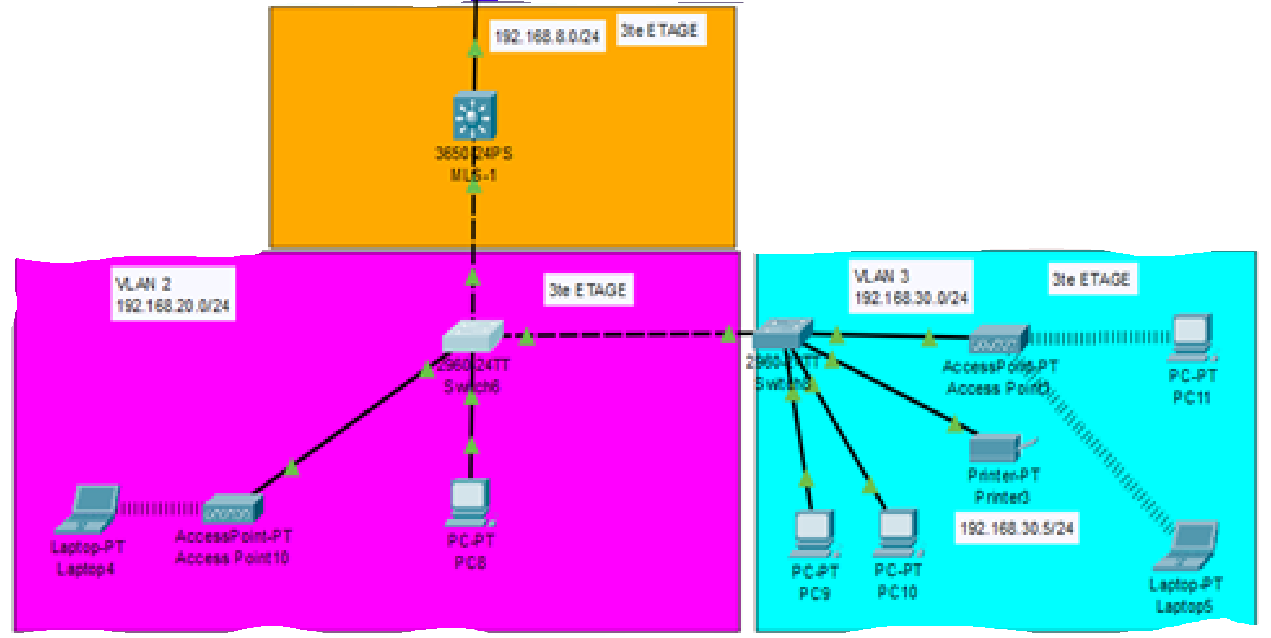 192.168.8.0/24
3te ETAGE
3650-24PS
MLS-1
VLAN 2
192.168.20.0/24
3te ETAGE
2960-24TT
Switch6
Laptop-PT
Laptop4
AccessPoint-PT
Access Point10
PC-PT
PC8
VLAN 3
192.168.30.0/24
3te ETAGE
AccessPoint-PT
Access
PC-PT
PC11
Printer-PT
Printer3
192.168.30.5/24
PC-PT
PC9
PC-PT
PC10
Laptop-PT
Laptop5